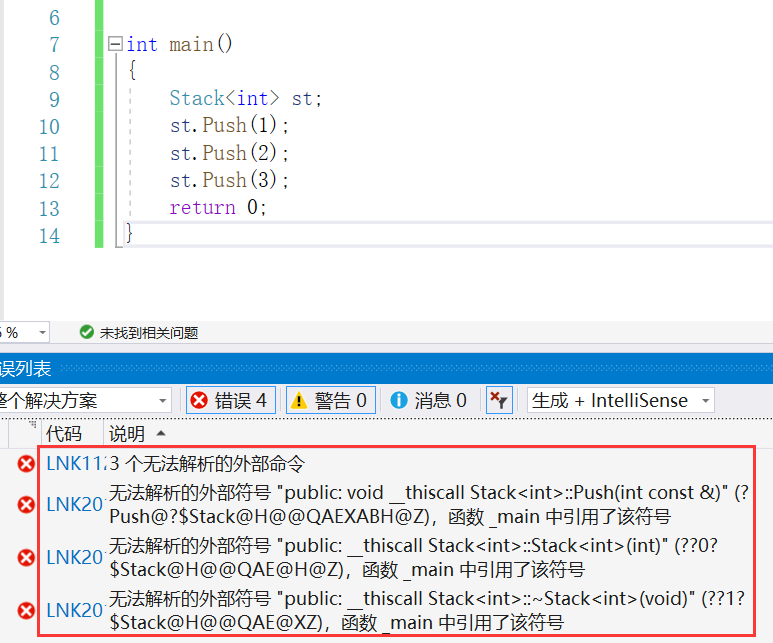 6
7 int main()
8 {
9 Stack<int> st;
10 st.Push(1);
11 st.Push(2);
12 st.Push(3);
13 return 0;
14 }
% 未找到相关问题
误列表
整个解决方案 错误 4 警告 0 消息 0 生成 + IntelliSense
代码 说明
LNK112 3 个无法解析的外部命令
LNK20 无法解析的外部符号 "public: void __thiscall Stack<int>::Push(int const &)" (?
Push@?$Stack@H@@QAEXABH@Z)，函数 _main 中引用了该符号
LNK20 无法解析的外部符号 "public: __thiscall Stack<int>::Stack<int>(int)" (??0?
$Stack@H@@QAE@H@Z)，函数 _main 中引用了该符号
LNK20 无法解析的外部符号 "public: __thiscall Stack<int>::~Stack<int>(void)" (??1?
$Stack@H@@QAE@XZ)，函数 _main 中引用了该符号